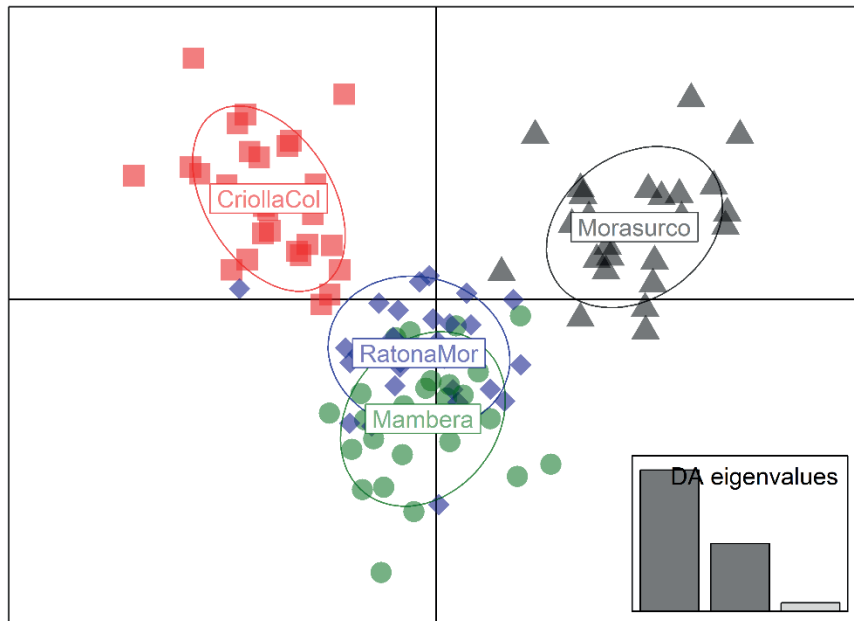 CriollaCol
Morasurco
RatonaMor
Mambera
DA eigenvalues